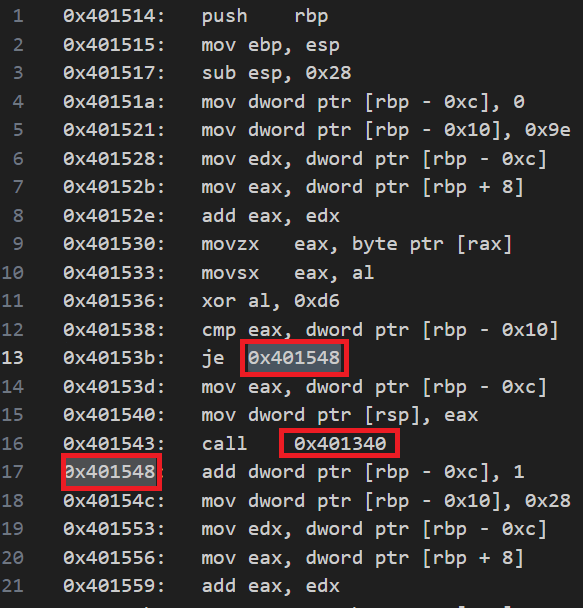 1 0x401514: push rbp
2 0x401515: mov ebp, esp
3 0x401517: sub esp, 0x28
4 0x40151a: mov dword ptr [rbp - 0xc], 0
5 0x401521: mov dword ptr [rbp - 0x10], 0x9e
6 0x401528: mov edx, dword ptr [rbp - 0xc]
7 0x40152b: mov eax, dword ptr [rbp + 8]
8 0x40152e: add eax, edx
9 0x401530: movzx eax, byte ptr [rax]
10 0x401533: movsx eax, al
11 0x401536: xor al, 0xd6
12 0x401538: cmp eax, dword ptr [rbp - 0x10]
13 0x40153b: je 0x401548
14 0x40153d: mov eax, dword ptr [rbp - 0xc]
15 0x401540: mov dword ptr [rsp], eax
16 0x401543: call 0x401340
17 0x401548: add dword ptr [rbp - 0xc], 1
18 0x40154c: mov dword ptr [rbp - 0x10], 0x28
19 0x401553: mov edx, dword ptr [rbp - 0xc]
20 0x401556: mov eax, dword ptr [rbp + 8]
21 0x401559: add eax, edx